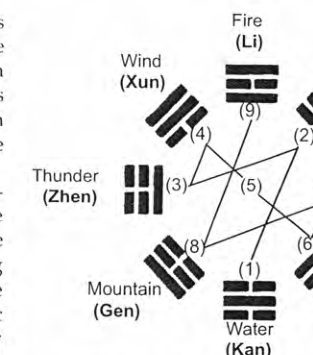 s
e
n
s
n
e
Fire
(Li)
Wind
(Xun)
(9)
(4)
(2)
Thunder
(Zhen)
(3)
(5)
(8)
(6)
(1)
Mountain
(Gen)
Water
(Kan)
e
e
g
e
c